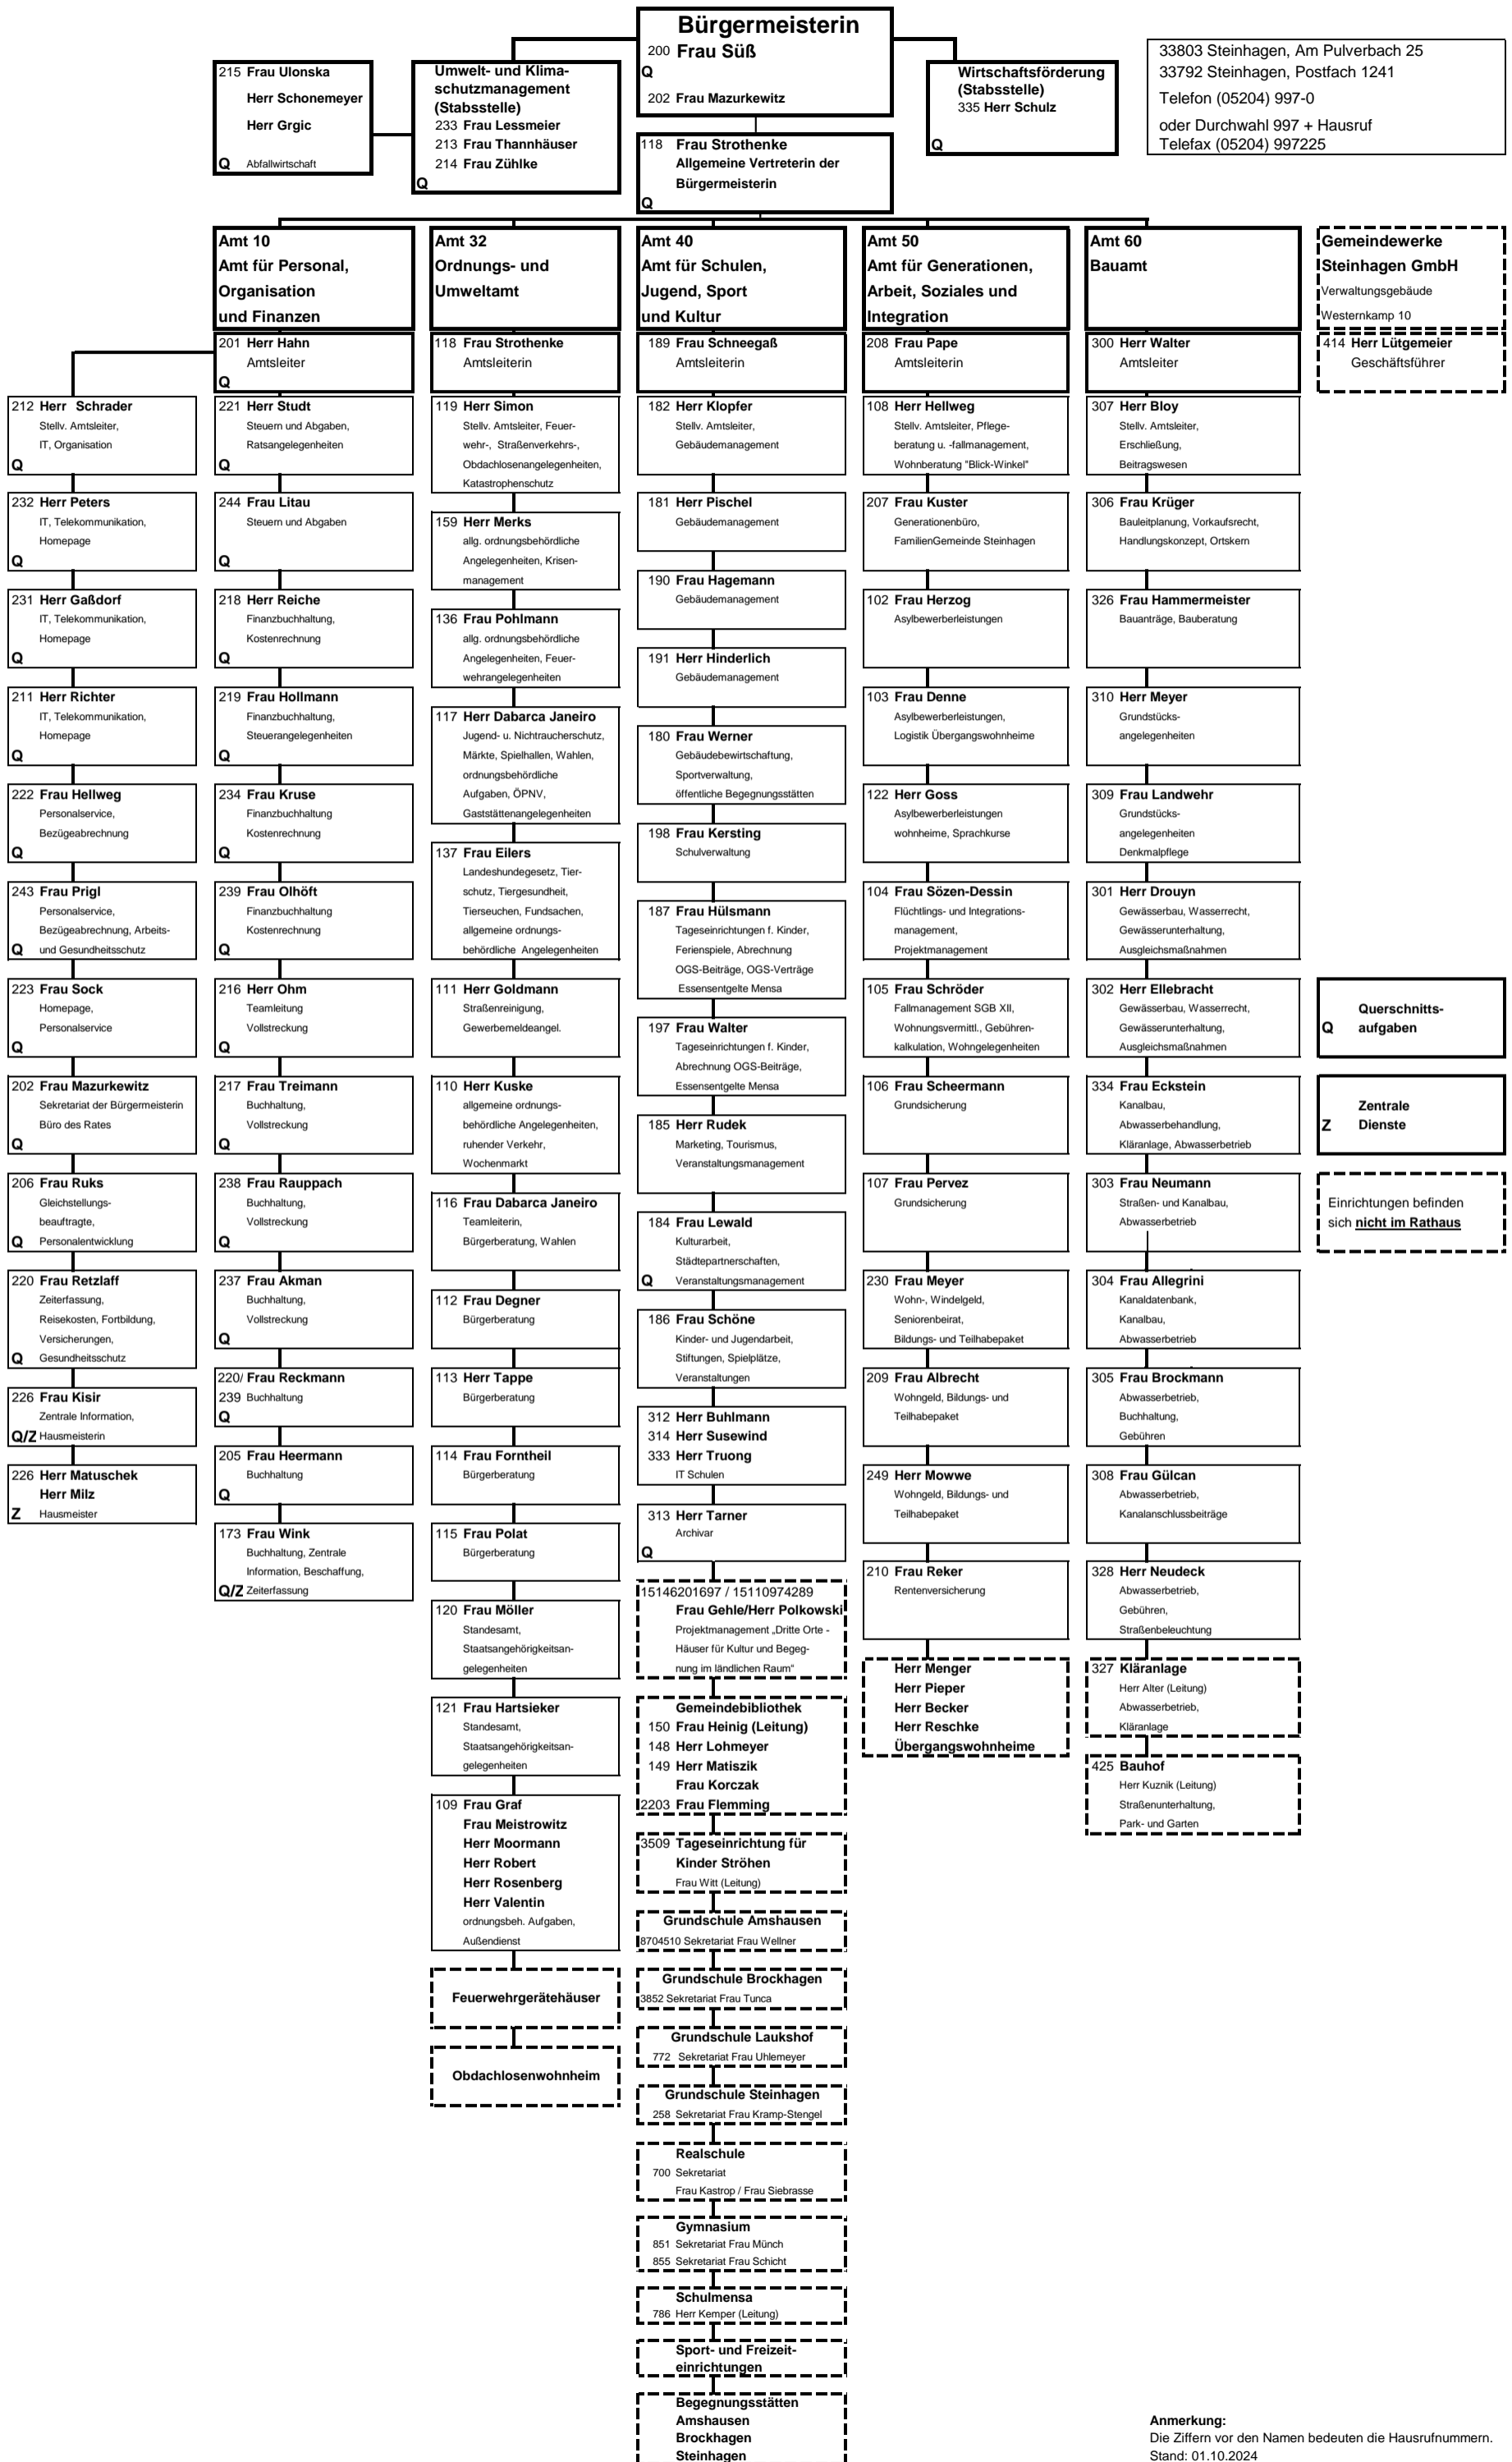 Bürgermeisterin
200 Frau Süß
Q
202 Frau Mazurkewitz
215 Frau Ulonska
Herr Schonemeyer
Herr Grgic
Q Abfallwirtschaft
Umwelt- und Klima-
schutzmanagement
(Stabsstelle)
233 Frau Lessmeier
213 Frau Thannhäuser
214 Frau Zühlke
Q
Wirtschaftsförderung
(Stabsstelle)
335 Herr Schulz
Q
33803 Steinhagen, Am Pulverbach 25
33792 Steinhagen, Postfach 1241
Telefon (05204) 997-0
oder Durchwahl 997 + Hausruf
Telefax (05204) 997225
118 Frau Strothenke
Allgemeine Vertreterin der
Bürgermeisterin
Q
Amt 10
Amt für Personal,
Organisation
und Finanzen
201 Herr Hahn
Amtsleiter
Q
212 Herr Schrader
Stellv. Amtsleiter,
IT, Organisation
Q
232 Herr Peters
IT, Telekommunikation,
Homepage
Q
231 Herr Gaßdorf
IT, Telekommunikation,
Homepage
Q
211 Herr Richter
IT, Telekommunikation,
Homepage
Q
222 Frau Hellweg
Personalservice,
Bezügeabrechnung
Q
243 Frau Prigl
Personalservice,
Bezügeabrechnung, Arbeits-
Q und Gesundheitsschutz
223 Frau Sock
Homepage,
Personalservice
Q
202 Frau Mazurkewitz
Sekretariat der Bürgermeisterin
Büro des Rates
Q
206 Frau Ruks
Gleichstellungs-
beauftragte,
Q Personalentwicklung
220 Frau Retzlaff
Zeiterfassung,
Reisekosten, Fortbildung,
Versicherungen,
Q Gesundheitsschutz
226 Frau Kisir
Zentrale Information,
Q/Z Hausmeisterin
226 Herr Matuschek
Herr Milz
Z Hausmeister
221 Herr Studt
Steuern und Abgaben,
Ratsangelegenheiten
Q
244 Frau Litau
Steuern und Abgaben
Q
218 Herr Reiche
Finanzbuchhaltung,
Kostenrechnung
Q
219 Frau Hollmann
Finanzbuchhaltung,
Steuerangelegenheiten
Q
234 Frau Kruse
Finanzbuchhaltung
Kostenrechnung
Q
239 Frau Olhöft
Finanzbuchhaltung
Kostenrechnung
Q
216 Herr Ohm
Teamleitung
Vollstreckung
Q
217 Frau Treimann
Buchhaltung,
Vollstreckung
Q
238 Frau Rauppach
Buchhaltung,
Vollstreckung
Q
237 Frau Akman
Buchhaltung,
Vollstreckung
Q
220/ Frau Reckmann
239 Buchhaltung
Q
205 Frau Heermann
Buchhaltung
Q
173 Frau Wink
Buchhaltung, Zentrale
Information, Beschaffung,
Q/Z Zeiterfassung
Amt 32
Ordnungs- und
Umweltamt
118 Frau Strothenke
Amtsleiterin
119 Herr Simon
Stellv. Amtsleiter, Feuer-
wehr-, Straßenverkehrs-,
Obdachlosenangelegenheiten,
Katastrophenschutz
159 Herr Merks
allg. ordnungsbehördliche
Angelegenheiten, Krisen-
management
136 Frau Pohlmann
allg. ordnungsbehördliche
Angelegenheiten, Feuer-
wehrangelegenheiten
117 Herr Dabarca Janeiro
Jugend- u. Nichtraucherschutz,
Märkte, Spielhallen, Wahlen,
ordnungsbehördliche
Aufgaben, ÖPNV,
Gaststättenangelegenheiten
137 Frau Eilers
Landeshundegesetz, Tier-
schutz, Tiergesundheit,
Tierseuchen, Fundsachen,
allgemeine ordnungs-
behördliche Angelegenheiten
111 Herr Goldmann
Straßenreinigung,
Gewerbemeldeangel.
110 Herr Kuske
allgemeine ordnungs-
behördliche Angelegenheiten,
ruhender Verkehr,
Wochenmarkt
116 Frau Dabarca Janeiro
Teamleiterin,
Bürgerberatung, Wahlen
112 Frau Degner
Bürgerberatung
113 Herr Tappe
Bürgerberatung
114 Frau Forntheil
Bürgerberatung
115 Frau Polat
Bürgerberatung
120 Frau Möller
Standesamt,
Staatsangehörigkeitsan-
gelegenheiten
121 Frau Hartsieker
Standesamt,
Staatsangehörigkeitsan-
gelegenheiten
109 Frau Graf
Frau Meistrowitz
Herr Moormann
Herr Robert
Herr Rosenberg
Herr Valentin
ordnungsbeh. Aufgaben,
Außendienst
Feuerwehrgerätehäuser
Obdachlosenwohnheim
Amt 40
Amt für Schulen,
Jugend, Sport
und Kultur
189 Frau Schneegaß
Amtsleiterin
182 Herr Klopfer
Stellv. Amtsleiter,
Gebäudemanagement
181 Herr Pischel
Gebäudemanagement
190 Frau Hagemann
Gebäudemanagement
191 Herr Hinderlich
Gebäudemanagement
180 Frau Werner
Gebäudebewirtschaftung,
Sportverwaltung,
öffentliche Begegnungsstätten
198 Frau Kersting
Schulverwaltung
187 Frau Hülsmann
Tageseinrichtungen f. Kinder,
Ferienspiele, Abrechnung
OGS-Beiträge, OGS-Verträge
Essensentgelte Mensa
197 Frau Walter
Tageseinrichtungen f. Kinder,
Abrechnung OGS-Beiträge,
Essensentgelte Mensa
185 Herr Rudek
Marketing, Tourismus,
Veranstaltungsmanagement
184 Frau Lewald
Kulturarbeit,
Städtepartnerschaften,
Q Veranstaltungsmanagement
186 Frau Schöne
Kinder- und Jugendarbeit,
Stiftungen, Spielplätze,
Veranstaltungen
312 Herr Buhlmann
314 Herr Susewind
333 Herr Truong
IT Schulen
313 Herr Tarner
Archivar
Q
15146201697 / 15110974289
Frau Gehle/Herr Polkowski
Projektmanagement „Dritte Orte -
Häuser für Kultur und Begeg-
nung im ländlichen Raum“
Gemeindebibliothek
150 Frau Heinig (Leitung)
148 Herr Lohmeyer
149 Herr Matiszik
Frau Korczak
2203 Frau Flemming
3509 Tageseinrichtung für
Kinder Ströhen
Frau Witt (Leitung)
Grundschule Amshausen
8704510 Sekretariat Frau Wellner
Grundschule Brockhagen
3852 Sekretariat Frau Tunca
Grundschule Laukshof
772 Sekretariat Frau Uhlemeyer
Grundschule Steinhagen
258 Sekretariat Frau Kramp-Stengel
Realschule
700 Sekretariat
Frau Kastrop / Frau Siebrasse
Gymnasium
851 Sekretariat Frau Münch
855 Sekretariat Frau Schicht
Schulmensa
786 Herr Kemper (Leitung)
Sport- und Freizeit-
einrichtungen
Begegnungsstätten
Amshausen
Brockhagen
Steinhagen
Amt 50
Amt für Generationen,
Arbeit, Soziales und
Integration
208 Frau Pape
Amtsleiterin
108 Herr Hellweg
Stellv. Amtsleiter, Pflege-
beratung u. -fallmanagement,
Wohnberatung "Blick-Winkel"
207 Frau Kuster
Generationenbüro,
FamilienGemeinde Steinhagen
102 Frau Herzog
Asylbewerberleistungen
103 Frau Denne
Asylbewerberleistungen,
Logistik Übergangswohnheime
122 Herr Goss
Asylbewerberleistungen
wohnheime, Sprachkurse
104 Frau Sözen-Dessin
Flüchtlings- und Integrations-
management,
Projektmanagement
105 Frau Schröder
Fallmanagement SGB XII,
Wohnungsvermittl., Gebühren-
kalkulation, Wohngelegenheiten
106 Frau Scheermann
Grundsicherung
107 Frau Pervez
Grundsicherung
230 Frau Meyer
Wohn-, Windelgeld,
Seniorenbeirat,
Bildungs- und Teilhabepaket
209 Frau Albrecht
Wohngeld, Bildungs- und
Teilhabepaket
249 Herr Mowwe
Wohngeld, Bildungs- und
Teilhabepaket
210 Frau Reker
Rentenversicherung
Herr Menger
Herr Pieper
Herr Becker
Herr Reschke
Übergangswohnheime
Amt 60
Bauamt
300 Herr Walter
Amtsleiter
307 Herr Bloy
Stellv. Amtsleiter,
Erschließung,
Beitragswesen
306 Frau Krüger
Bauleitplanung, Vorkaufsrecht,
Handlungskonzept, Ortskern
326 Frau Hammermeister
Bauanträge, Bauberatung
310 Herr Meyer
Grundstücks-
angelegenheiten
309 Frau Landwehr
Grundstücks-
angelegenheiten
Denkmalpflege
301 Herr Drouyn
Gewässerbau, Wasserrecht,
Gewässerunterhaltung,
Ausgleichsmaßnahmen
302 Herr Ellebracht
Gewässerbau, Wasserrecht,
Gewässerunterhaltung,
Ausgleichsmaßnahmen
334 Frau Eckstein
Kanalbau,
Abwasserbehandlung,
Kläranlage, Abwasserbetrieb
303 Frau Neumann
Straßen- und Kanalbau,
Abwasserbetrieb
304 Frau Allegrini
Kanaldatenbank,
Kanalbau,
Abwasserbetrieb
305 Frau Brockmann
Abwasserbetrieb,
Buchhaltung,
Gebühren
308 Frau Gülcan
Abwasserbetrieb,
Kanalanschlussbeiträge
328 Herr Neudeck
Abwasserbetrieb,
Gebühren,
Straßenbeleuchtung
327 Kläranlage
Herr Alter (Leitung)
Abwasserbetrieb,
Kläranlage
425 Bauhof
Herr Kuznik (Leitung)
Straßenunterhaltung,
Park- und Garten
Gemeindewerke
Steinhagen GmbH
Verwaltungsgebäude
Westernkamp 10
414 Herr Lütgemeier
Geschäftsführer
Querschnitts-
Q aufgaben
Zentrale
Z Dienste
Einrichtungen befinden
sich nicht im Rathaus
Anmerkung:
Die Ziffern vor den Namen bedeuten die Hausrufnummern.
Stand: 01.10.2024